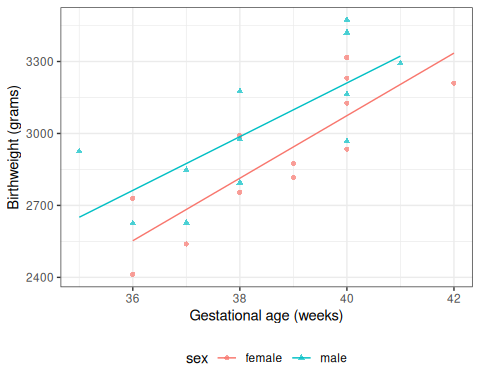 Birthweight (grams)
3300
3000
2700
2400
36 38 40 42
Gestational age (weeks)
sex female male